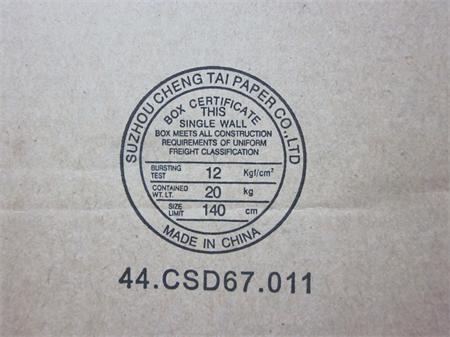 SUZHOU CHENG TAI PAPER CO.,LTD
BOX CERTIFICATE
THIS
SINGLE WALL
BOX MEETS ALL CONSTRUCTION
REQUIREMENTS OF UNIFORM
FREIGHT CLASSIFICATION
BURSTING TEST 12 Kgf/cm²
CONTAINED WT. LT. 20 kg
SIZE LIMIT 140 cm
MADE IN CHINA
44.CSD67.011